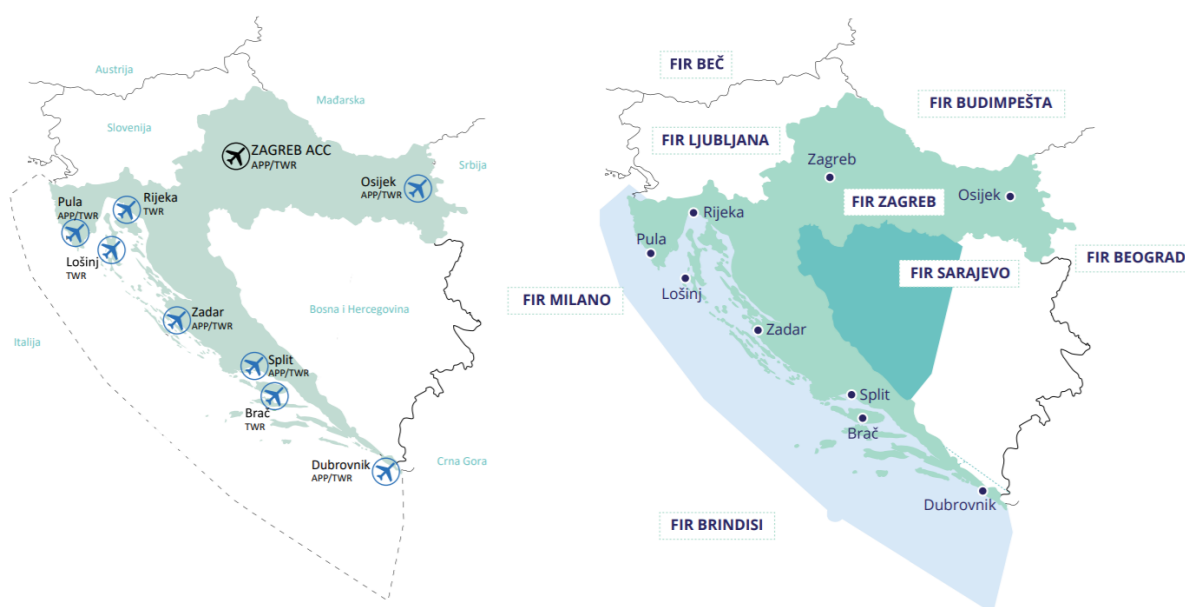 Austrija
Mađarska
Slovenija
ZAGREB ACC
APP/TWR
Srbija
Osijek
APP/TWR
Pula
APP/TWR
Rijeka
TWR
Lošinj
TWR
Bosna i Hercegovina
Zadar
APP/TWR
Italija
Split
APP/TWR
Brač
TWR
Dubrovnik
APP/TWR
Crna Gora
FIR BEČ
FIR BUDIMPEŠTA
FIR LJUBLJANA
Zagreb
Osijek
FIR ZAGREB
Rijeka
Pula
FIR BEOGRAD
FIR SARAJEVO
Lošinj
FIR MILANO
Zadar
Split
Brač
Dubrovnik
FIR BRINDISI